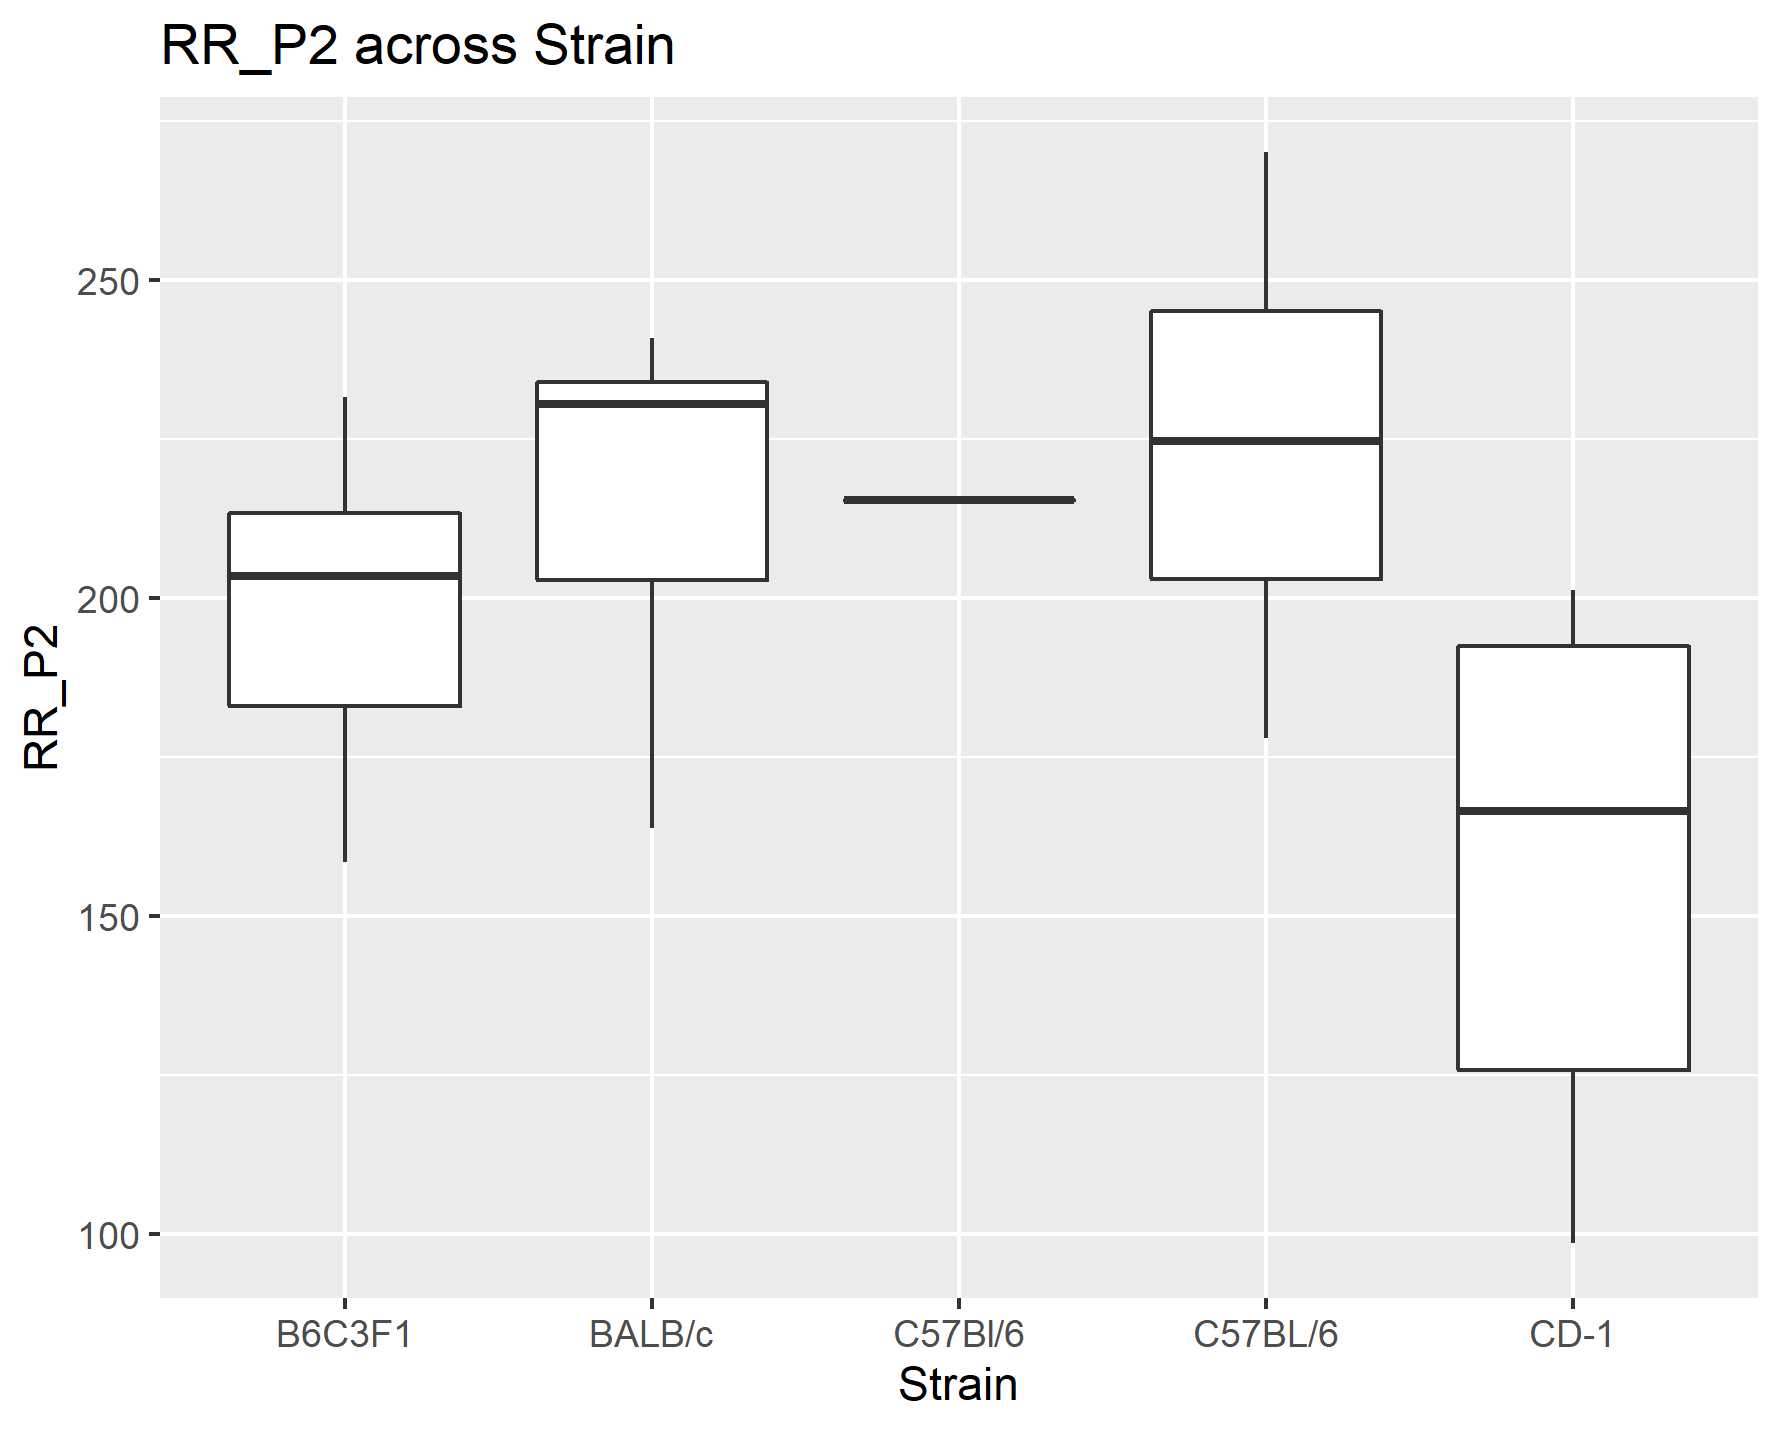 RR_P2 across Strain
RR_P2
250
200
150
100
B6C3F1 BALB/c C57Bl/6 C57BL/6 CD-1
Strain